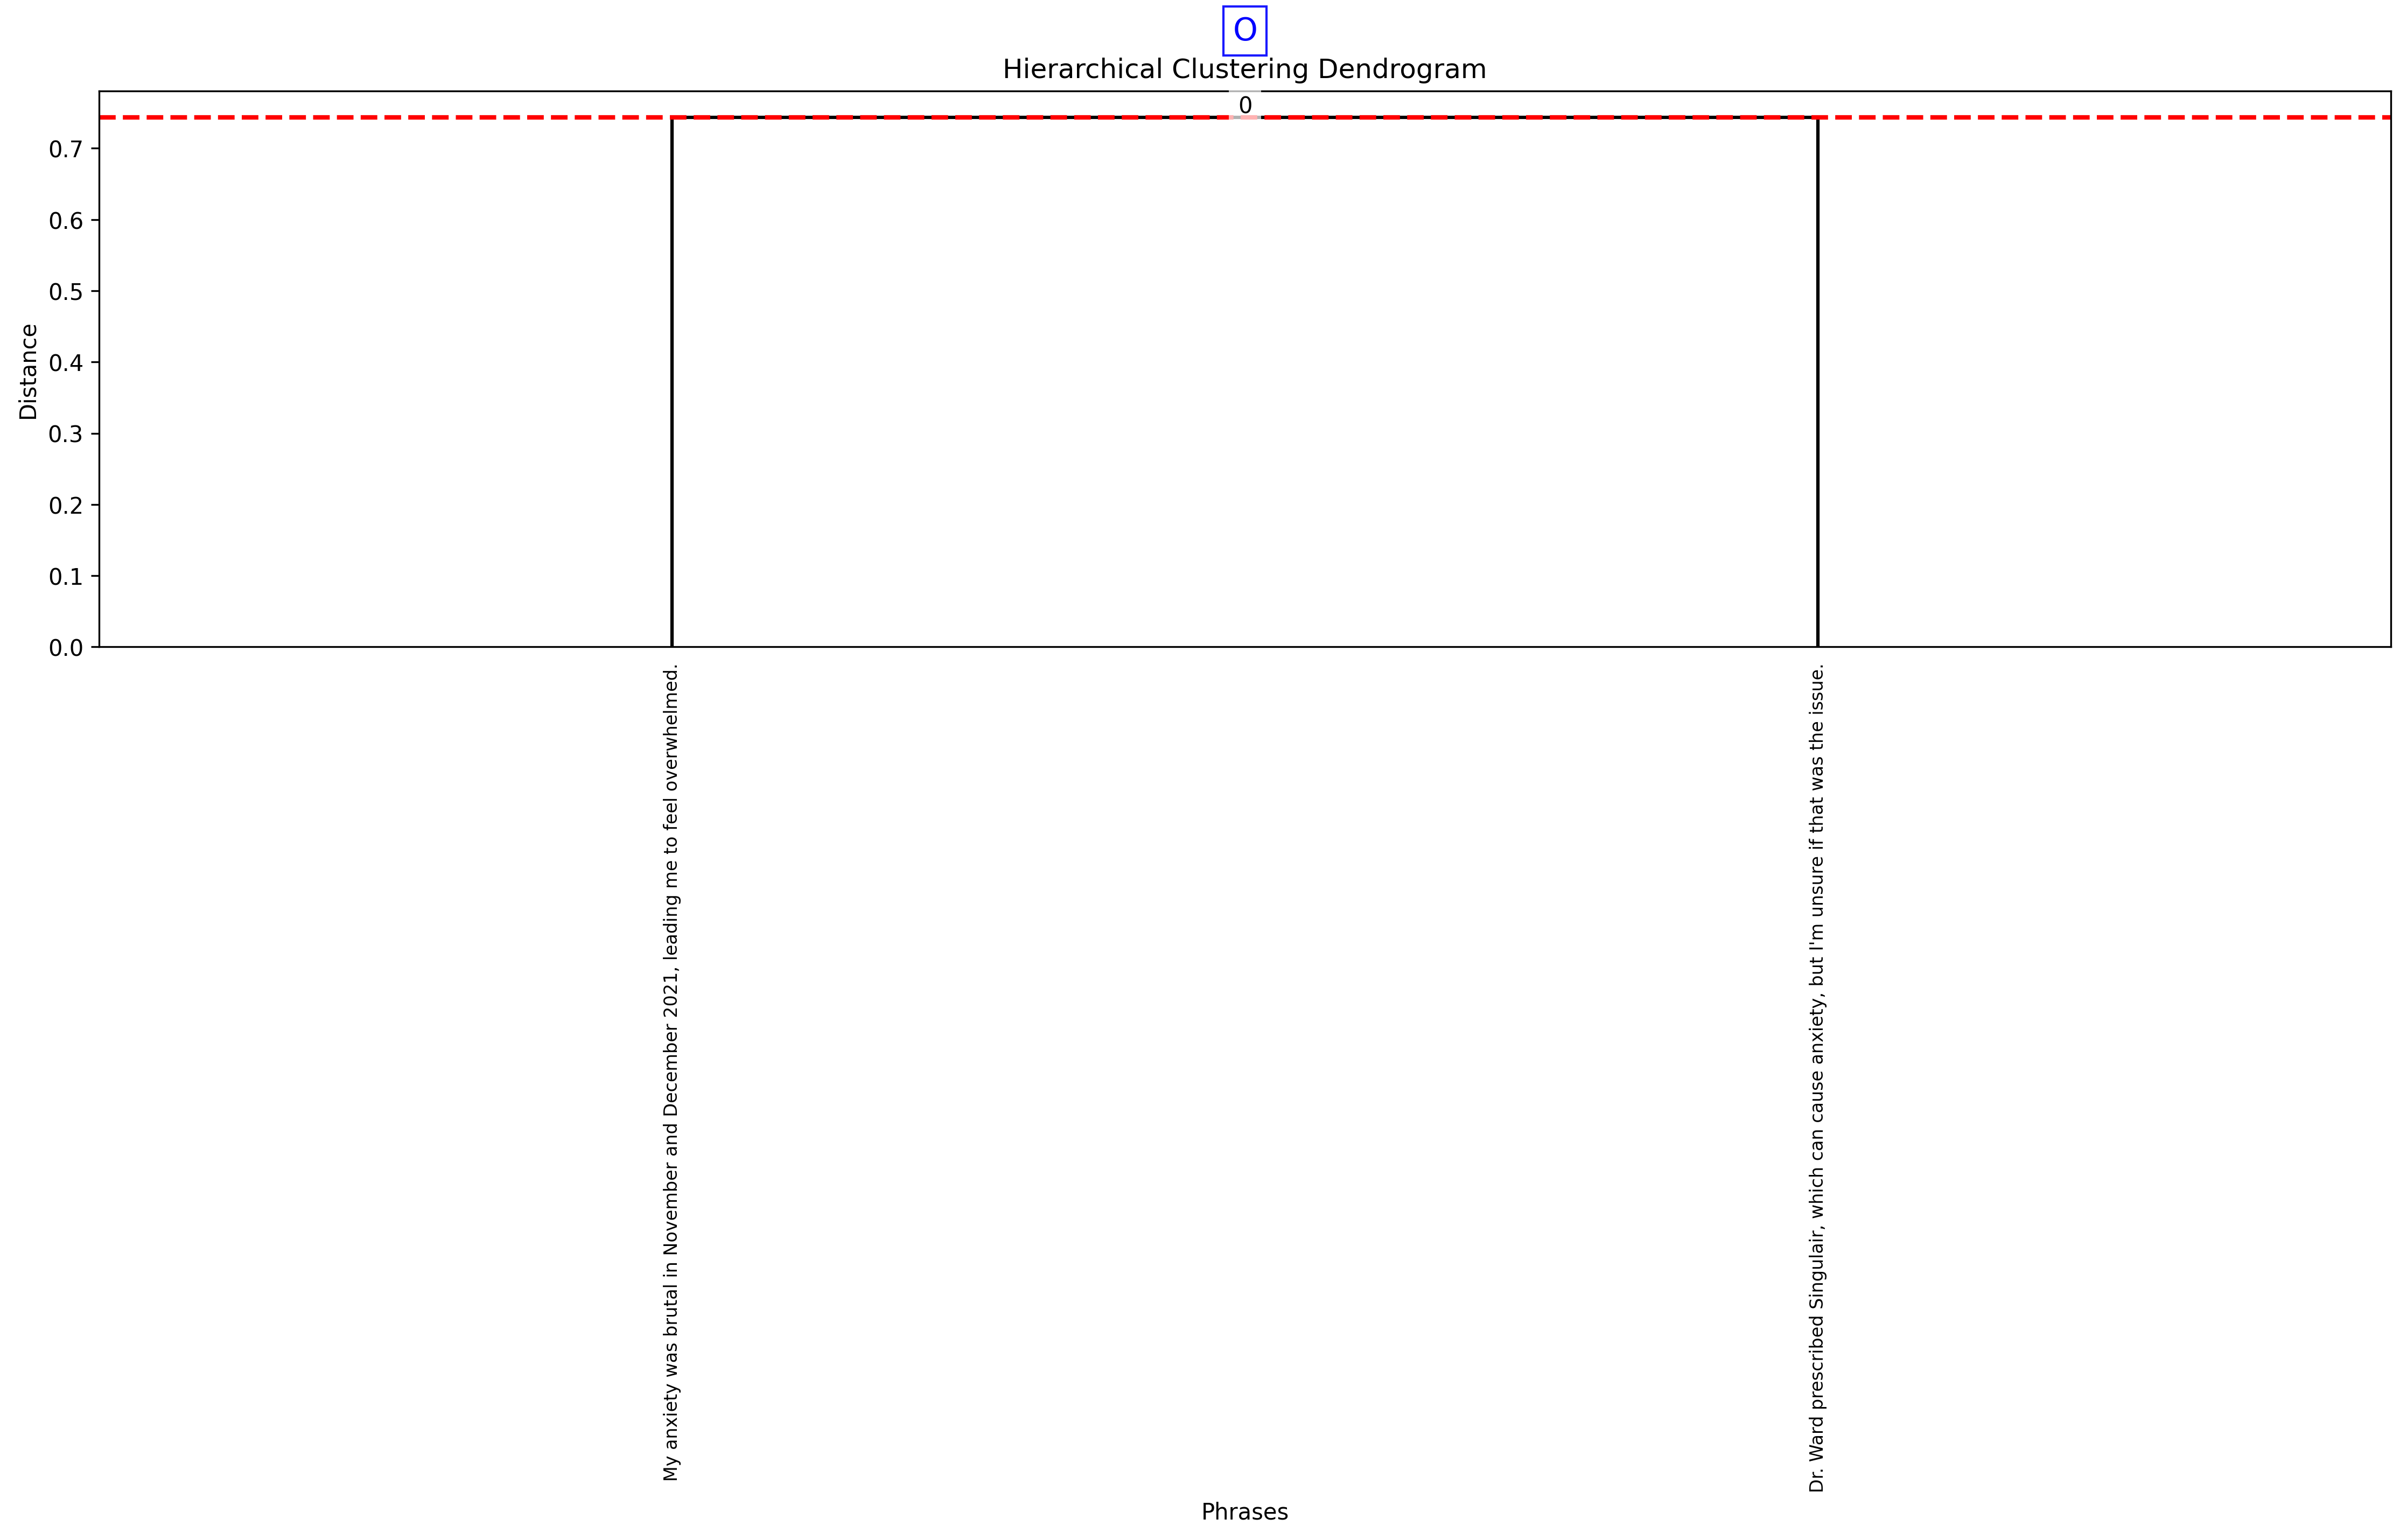 O
Hierarchical Clustering Dendrogram
0
0.7
0.6
0.5
0.4
0.3
0.2
0.1
0.0
Distance
My anxiety was brutal in November and December 2021, leading me to feel overwhelmed.
Dr. Ward prescribed Singulair, which can cause anxiety, but I'm unsure if that was the issue.
Phrases